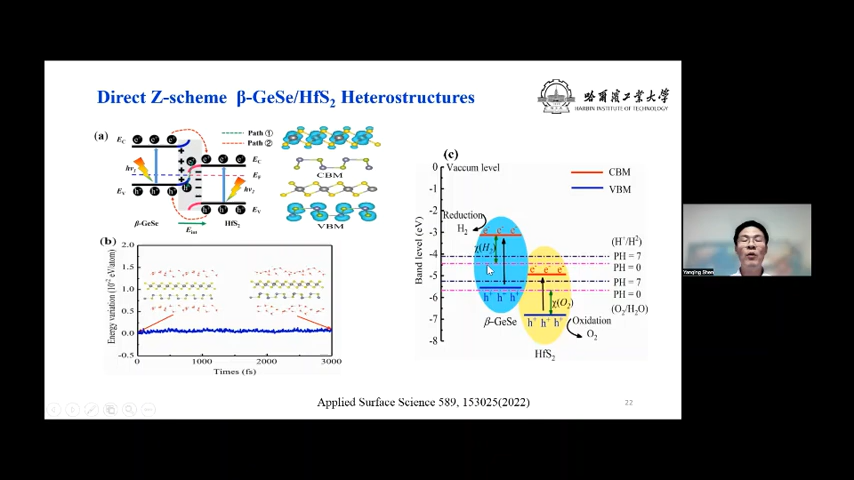 Direct Z-scheme β-GeSe/HfS₂ Heterostructures
哈爾濱工業大學
HARBIN INSTITUTE OF TECHNOLOGY
(a)
E_C e⁻ e⁻ e⁻
Path ①
Path ②
e⁻ e⁻ e⁻ e⁻ E_C
hν₁
E_F
E_V h⁺ h⁺ h⁺ h⁺
hν₂
h⁺ h⁺ h⁺ E_V
β-GeSe
E_int
HfS₂
CBM
VBM
(b)
Energy variation (10⁻² eV/atom)
2.0
1.5
1.0
0.5
0.0
-0.5
0 1000 2000 3000
Times (fs)
(c)
Band level (eV)
0 Vaccum level
-1
-2
-3
-4
-5
-6
-7
-8
CBM
VBM
Reduction
H₂
e⁻ e⁻ e⁻
χ(H₂)
(H⁺/H²)
PH = 7
PH = 0
e⁻ e⁻ e⁻
PH = 7
PH = 0
h⁺ h⁺ h⁺
χ(O₂)
(O₂/H₂O)
β-GeSe
h⁺ h⁺ h⁺
Oxidation
O₂
HfS₂
Applied Surface Science 589, 153025(2022)
22
Yanqing Shen